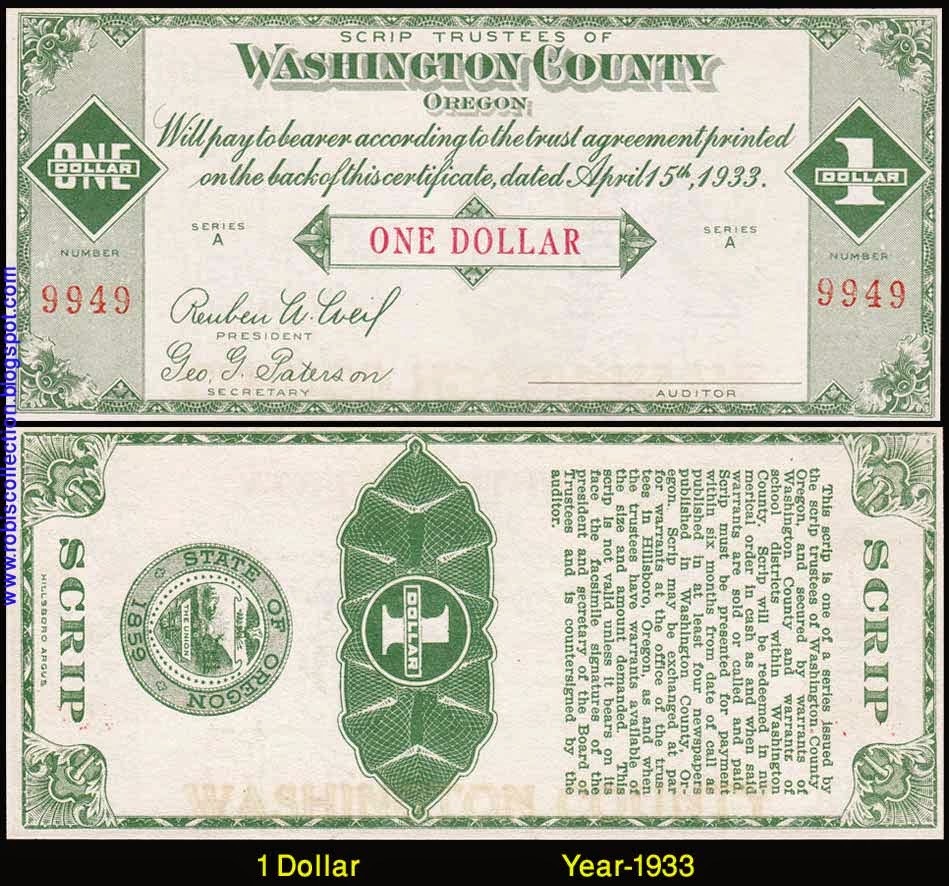 SCRIP TRUSTEES OF
WASHINGTON COUNTY
OREGON
Will pay to bearer according to the trust agreement printed
on the back of this certificate, dated April 15th, 1933.
ONE
DOLLAR
1
DOLLAR
SERIES
A
ONE DOLLAR
SERIES
A
NUMBER
9949
NUMBER
9949
Reuben W. Weil
PRESIDENT
Geo. G. Paterson
SECRETARY
AUDITOR
www.robiscollection.blogspot.com
SCRIP
HILLSBORO ARGUS
STATE OF OREGON
1859
THE UNION
1
DOLLAR
This scrip is one of a series issued by
the scrip trustees of Washington County
Oregon, and secured by warrants of
Washington County and warrants of
school districts within Washington
County. Scrip will be redeemed in nu-
merical order in cash as and when said
warrants are sold or called and paid.
Scrip must be presented for payment
within six months from date of call as
published in at least four newspapers
published in Washington County, Or-
egon. Scrip may be exchanged at pa-
for warrants at the office of the trus-
tees in Hillsboro, Oregon as and when
the trustees have warrants available of
the size and amount demanded. This
scrip is not valid unless it bears on its
face the facsimile signatures of the
president and secretary of the Board of
Trustees and is countersigned by the
auditor.
SCRIP
1 Dollar
Year-1933